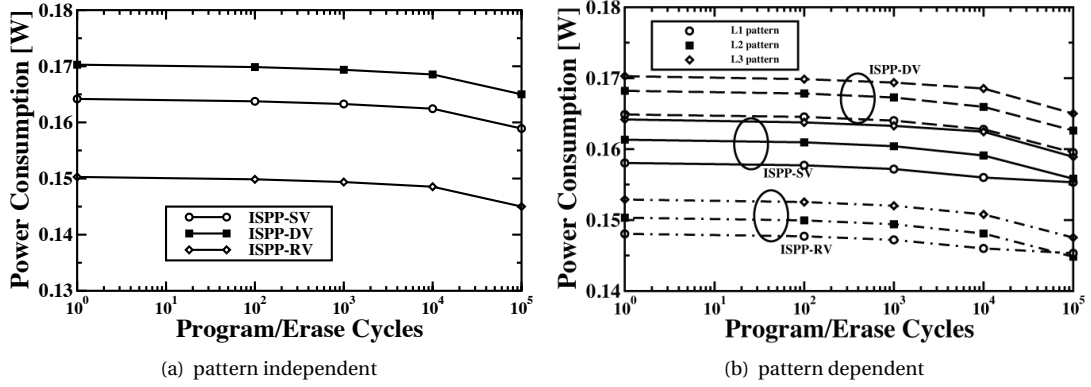 Power Consumption [W]
0.18
0.17
0.16
0.15
0.14
0.13
ISPP-SV
ISPP-DV
ISPP-RV
10^0 10^1 10^2 10^3 10^4 10^5
Program/Erase Cycles
(a) pattern independent
Power Consumption [W]
0.18
0.17
0.16
0.15
0.14
L1 pattern
L2 pattern
L3 pattern
ISPP-DV
ISPP-SV
ISPP-RV
10^0 10^1 10^2 10^3 10^4 10^5
Program/Erase Cycles
(b) pattern dependent